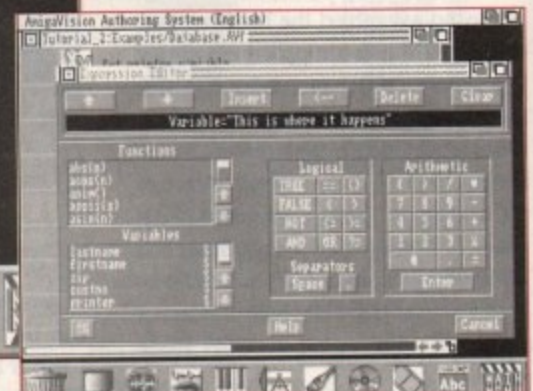 AmigaVision Authoring System (English)
Tutorial_2:Examples/Database.AVf
Expression Editor
Insert <-- Delete Clear
Variable="This is where it happens"
Functions
abs(n)
acos(n)
asin(n)
Variables
lastname
firstname
zip
custno
printer
Logical
TRUE == <>
FALSE < >
NOT <= >=
AND OR ?=
Separators
Space ,
Arithmetic
( ) / *
7 8 9 -
4 5 6 +
1 2 3
0 . =
Enter
OK Help Cancel
Abc